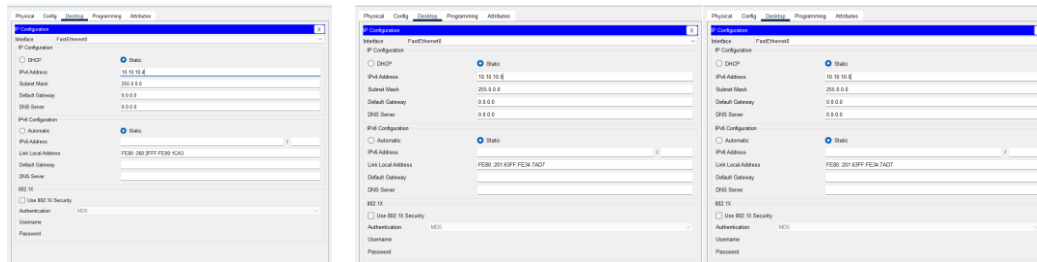 Physical Config Desktop Programming Attributes
IP Configuration X
Interface FastEthernet0
IP Configuration
DHCP Static
IPv4 Address 10.10.10.4
Subnet Mask 255.0.0.0
Default Gateway 0.0.0.0
DNS Server 0.0.0.0
IPv6 Configuration
Automatic Static
IPv6 Address /
Link Local Address FE80::260:2FFF:FE80:1CA3
Default Gateway
DNS Server
802.1X
Use 802.1X Security
Authentication MD5
Username
Password
Physical Config Desktop Programming Attributes
IP Configuration X
Interface FastEthernet0
IP Configuration
DHCP Static
IPv4 Address
Subnet Mask 255.0.0.0
Default Gateway 0.0.0.0
DNS Server 0.0.0.0
IPv6 Configuration
Automatic Static
IPv6 Address /
Link Local Address FE80::201:63FF:FE34:7AD7
Default Gateway
DNS Server
802.1X
Use 802.1X Security
Authentication MD5
Username
Password
Physical Config Desktop Programming Attributes
IP Configuration
Interface FastEthernet0
IP Configuration
DHCP Static
IPv4 Address
Subnet Mask 255.0.0.0
Default Gateway 0.0.0.0
DNS Server 0.0.0.0
IPv6 Configuration
Automatic Static
IPv6 Address /
Link Local Address FE80::201:63FF:FE34:7AD7
Default Gateway
DNS Server
802.1X
Use 802.1X Security
Authentication MD5
Username
Password